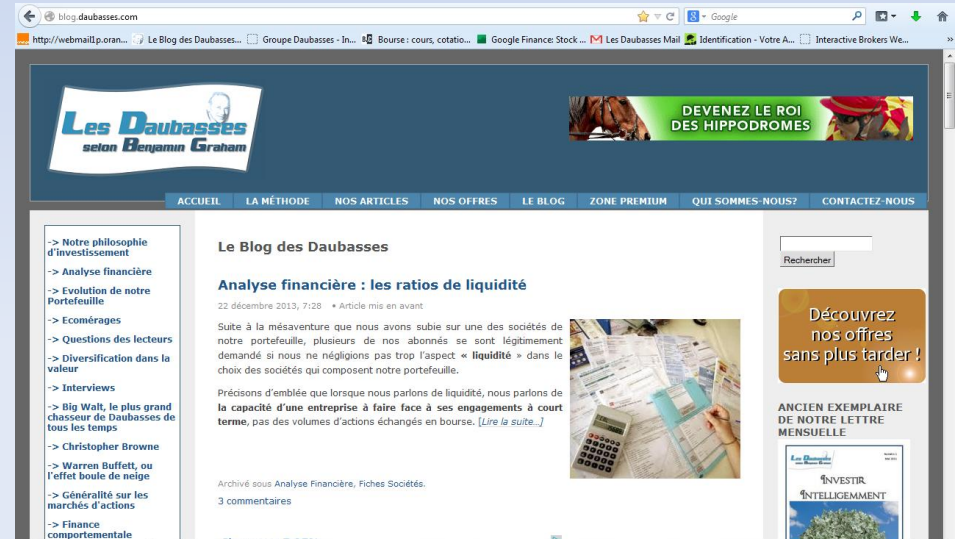 blog.daubasses.com
Google
http://webmail1p.oran... Le Blog des Daubasses... Groupe Daubasses - In... Bourse : cours, cotatio... Google Finance: Stock ... Les Daubasses Mail Identification - Votre A... Interactive Brokers We... »
Les Daubasses
selon Benjamin Graham
DEVENEZ LE ROI
DES HIPPODROMES
ACCUEIL LA MÉTHODE NOS ARTICLES NOS OFFRES LE BLOG ZONE PREMIUM QUI SOMMES-NOUS? CONTACTEZ-NOUS
-> Notre philosophie
d'investissement
-> Analyse financière
-> Evolution de notre
Portefeuille
-> Ecomérages
-> Questions des lecteurs
-> Diversification dans la
valeur
-> Interviews
-> Big Walt, le plus grand
chasseur de Daubasses de
tous les temps
-> Christopher Browne
-> Warren Buffett, ou
l'effet boule de neige
-> Généralité sur les
marchés d'actions
-> Finance
comportementale
Le Blog des Daubasses
Analyse financière : les ratios de liquidité
22 décembre 2013, 7:28 • Article mis en avant
Suite à la mésaventure que nous avons subie sur une des sociétés de
notre portefeuille, plusieurs de nos abonnés se sont légitimement
demandé si nous ne négligions pas trop l'aspect « liquidité » dans le
choix des sociétés qui composent notre portefeuille.
Précisons d'emblée que lorsque nous parlons de liquidité, nous parlons de
la capacité d'une entreprise à faire face à ses engagements à court
terme, pas des volumes d'actions échangés en bourse. [Lire la suite...]
Archivé sous Analyse Financière, Fiches Sociétés.
3 commentaires
Rechercher
Découvrez
nos offres
sans plus tarder !
ANCIEN EXEMPLAIRE
DE NOTRE LETTRE
MENSUELLE
Les Daubasses
INVESTIR
INTELLIGEMMENT